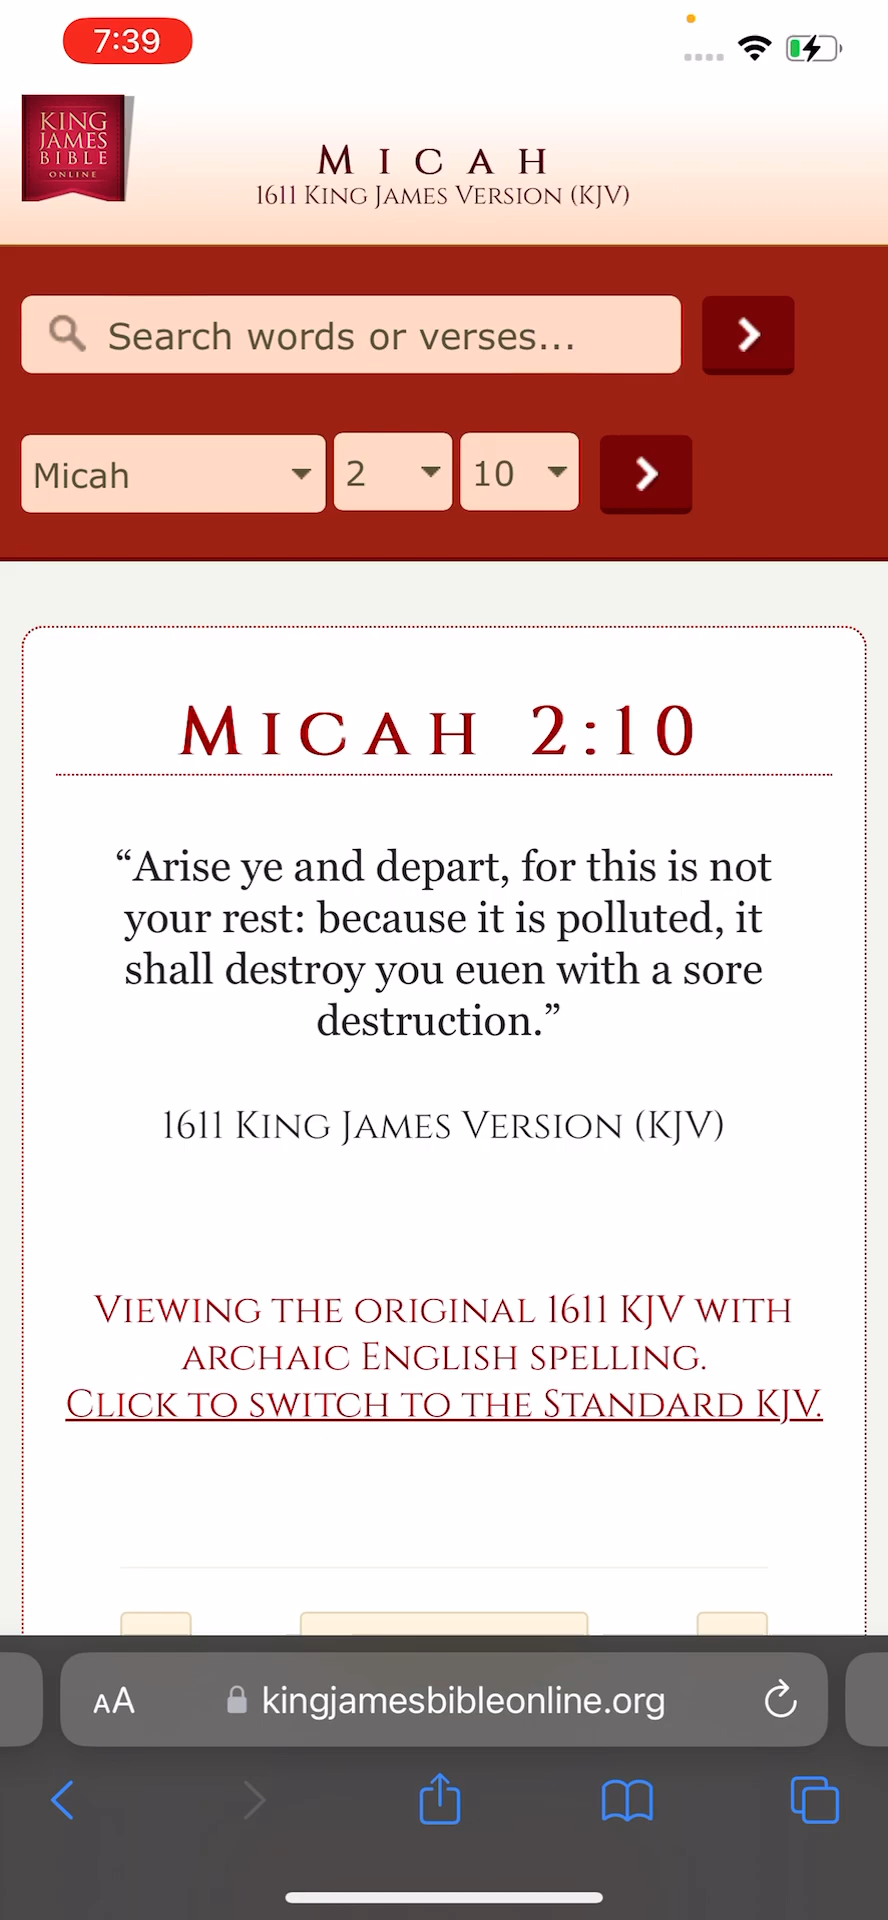 7:39
KING
JAMES
BIBLE
ONLINE
MICAH
1611 KING JAMES VERSION (KJV)
Search words or verses...
Micah
2
10
MICAH 2:10
“Arise ye and depart, for this is not
your rest: because it is polluted, it
shall destroy you euen with a sore
destruction.”
1611 KING JAMES VERSION (KJV)
VIEWING THE ORIGINAL 1611 KJV WITH
ARCHAIC ENGLISH SPELLING.
CLICK TO SWITCH TO THE STANDARD KJV.
AA
kingjamesbibleonline.org